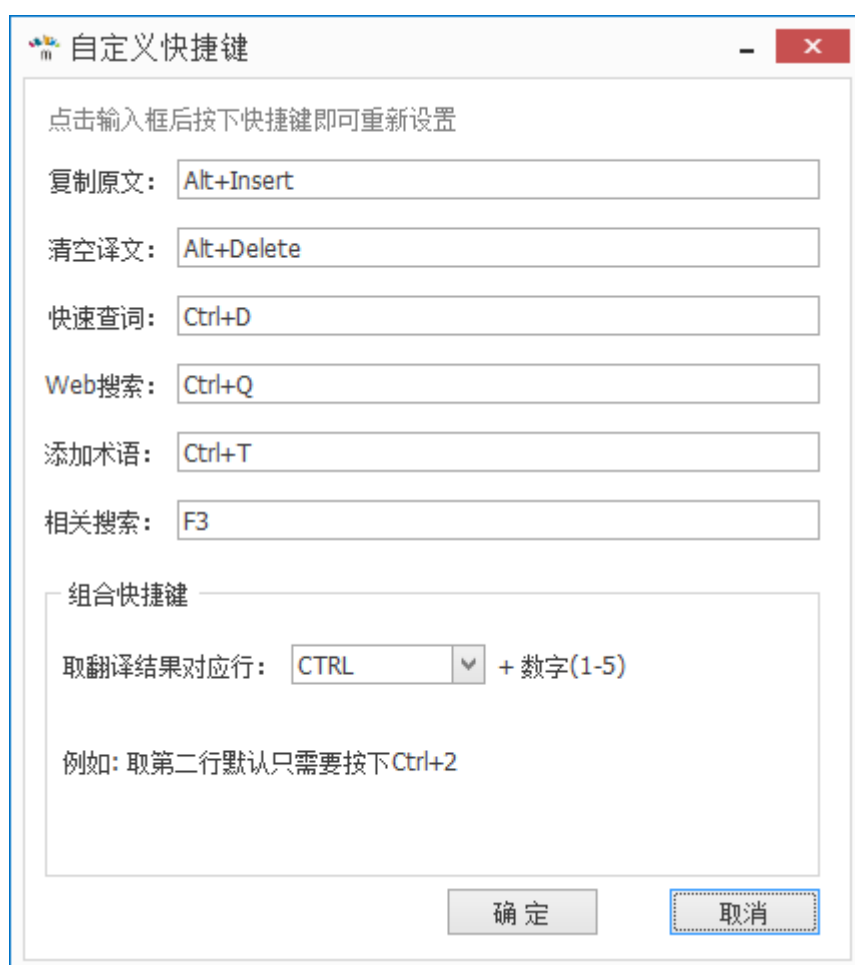 自定义快捷键
点击输入框后按下快捷键即可重新设置
复制原文： Alt+Insert
清空译文： Alt+Delete
快速查词： Ctrl+D
Web搜索： Ctrl+Q
添加术语： Ctrl+T
相关搜索： F3
组合快捷键
取翻译结果对应行： CTRL + 数字(1-5)
例如: 取第二行默认只需要按下Ctrl+2
确 定 取消